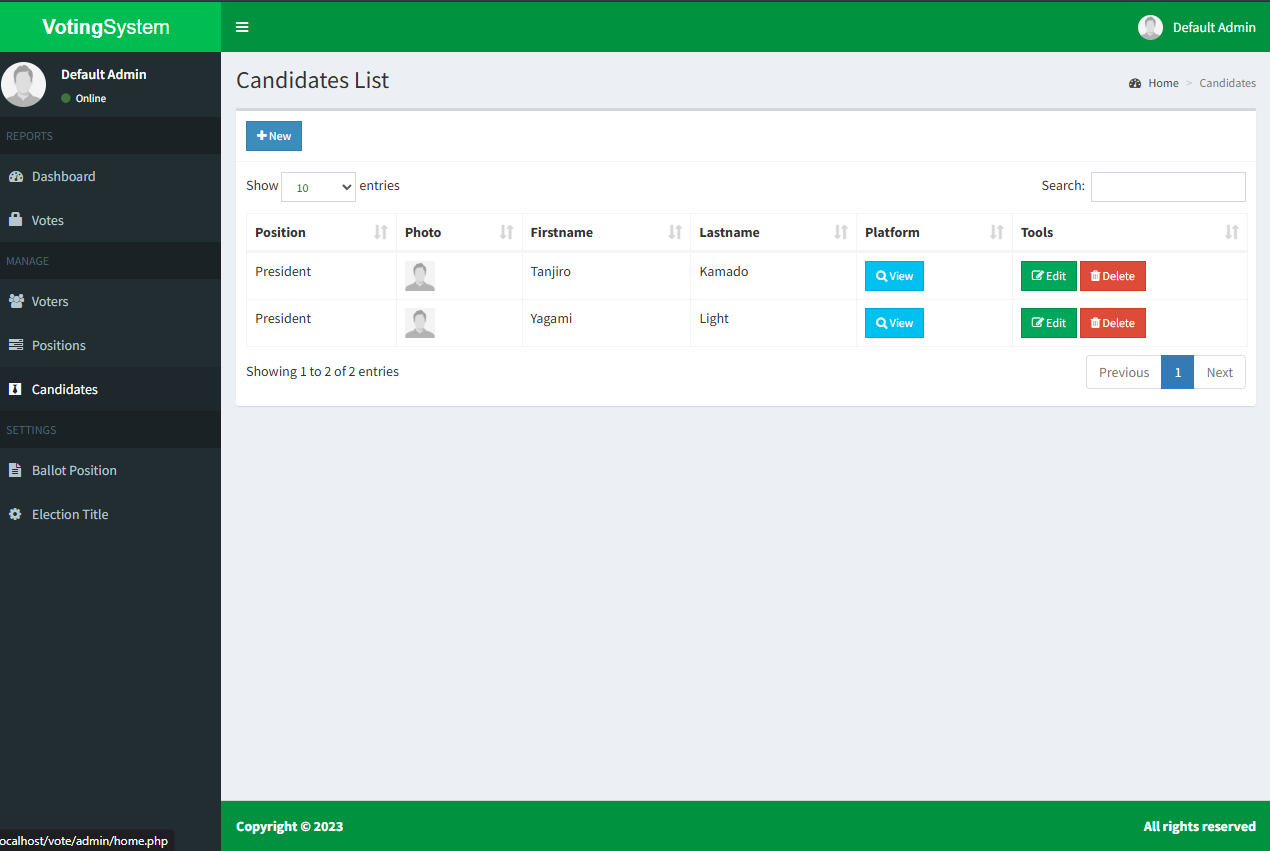 VotingSystem
Default Admin
Default Admin
Online
REPORTS
Dashboard
Votes
MANAGE
Voters
Positions
Candidates
SETTINGS
Ballot Position
Election Title
Candidates List
Home > Candidates
New
Show 10 entries
Search:
Position Photo Firstname Lastname Platform Tools
President Tanjiro Kamado View Edit Delete
President Yagami Light View Edit Delete
Showing 1 to 2 of 2 entries
Previous 1 Next
Copyright © 2023
All rights reserved
ocalhost/vote/admin/home.php